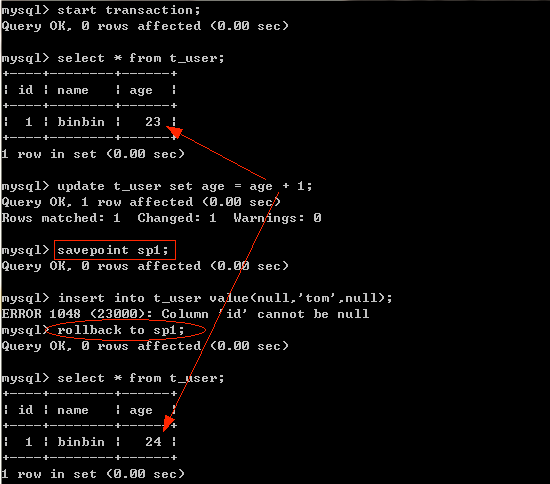 mysql> start transaction;
Query OK, 0 rows affected (0.00 sec)
mysql> select * from t_user;
+----+--------+------+
| id | name   | age  |
+----+--------+------+
|  1 | binbin |   23 |
+----+--------+------+
1 row in set (0.00 sec)
mysql> update t_user set age = age + 1;
Query OK, 1 row affected (0.00 sec)
Rows matched: 1  Changed: 1  Warnings: 0
mysql> savepoint sp1;
Query OK, 0 rows affected (0.00 sec)
mysql> insert into t_user value(null,'tom',null);
ERROR 1048 (23000): Column 'id' cannot be null
mysql> rollback to sp1;
Query OK, 0 rows affected (0.00 sec)
mysql> select * from t_user;
+----+--------+------+
| id | name   | age  |
+----+--------+------+
|  1 | binbin |   24 |
+----+--------+------+
1 row in set (0.00 sec)